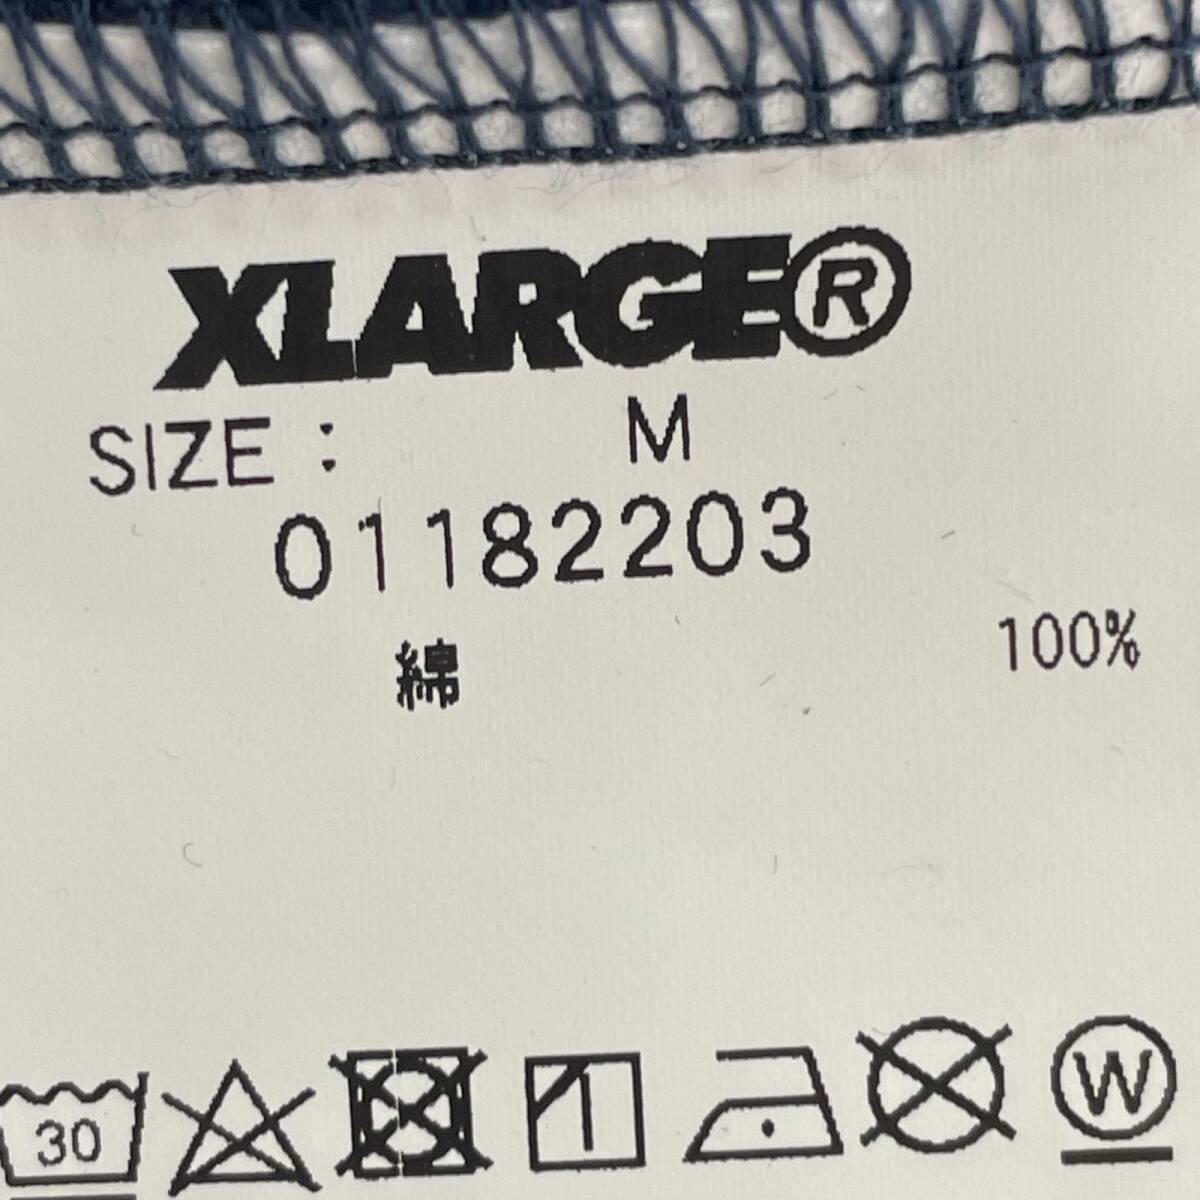 XLARGE®
SIZE: M
01182203
綿 100%
30 W